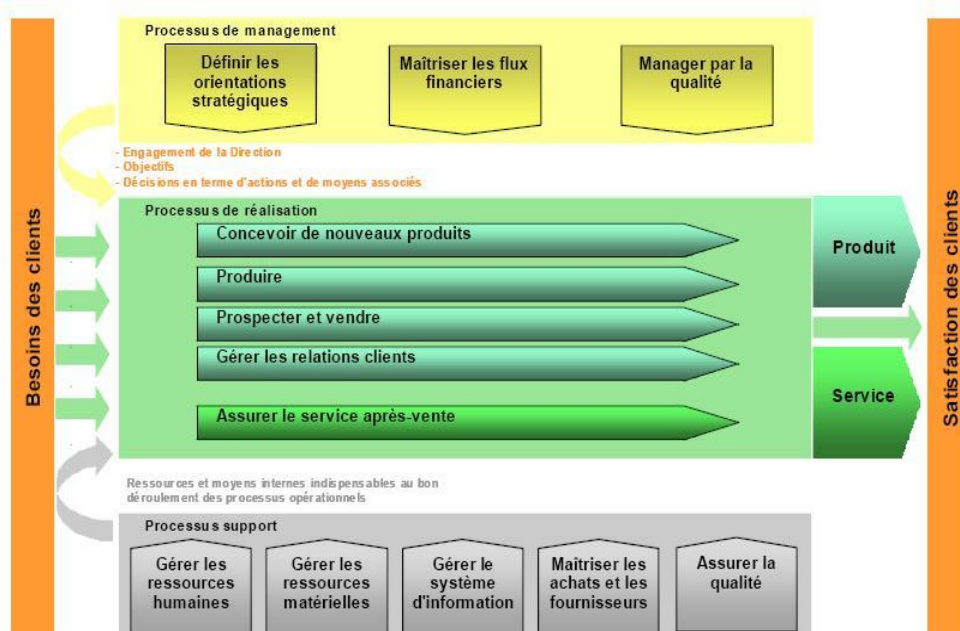 Besoins des clients
Processus de management
Définir les
orientations
stratégiques
Maîtriser les flux
financiers
Manager par la
qualité
- Engagement de la Direction
- Objectifs
- Décisions en terme d'actions et de moyens associés
Processus de réalisation
Concevoir de nouveaux produits
Produire
Prospecter et vendre
Gérer les relations clients
Assurer le service après-vente
Produit
Service
Satisfaction des clients
Ressources et moyens internes indispensables au bon
déroulement des processus opérationnels
Processus support
Gérer les
ressources
humaines
Gérer les
ressources
matérielles
Gérer le
système
d'information
Maîtriser les
achats et les
fournisseurs
Assurer la
qualité